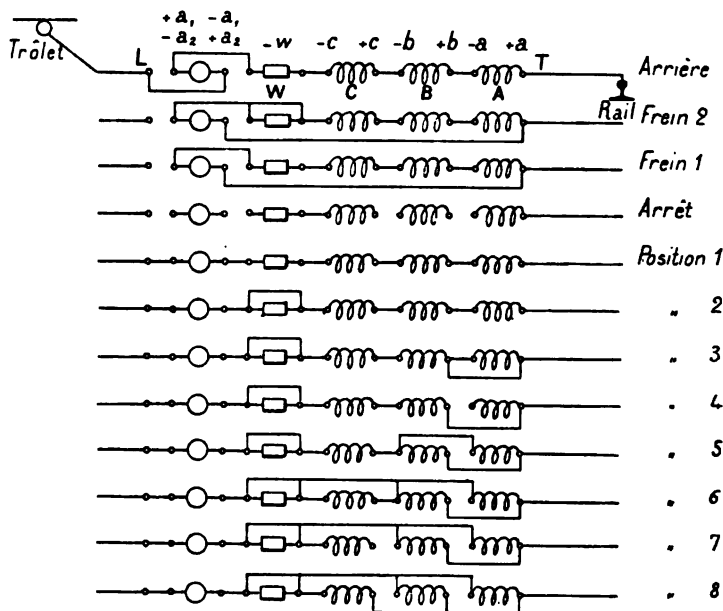 +a, -a,
-a₂ +a₂
Trôlet L -w -c +c -b +b -a +a T Arrière
W C B A
Rail Frein 2
Frein 1
Arrêt
Position 1
" 2
" 3
" 4
" 5
" 6
" 7
" 8